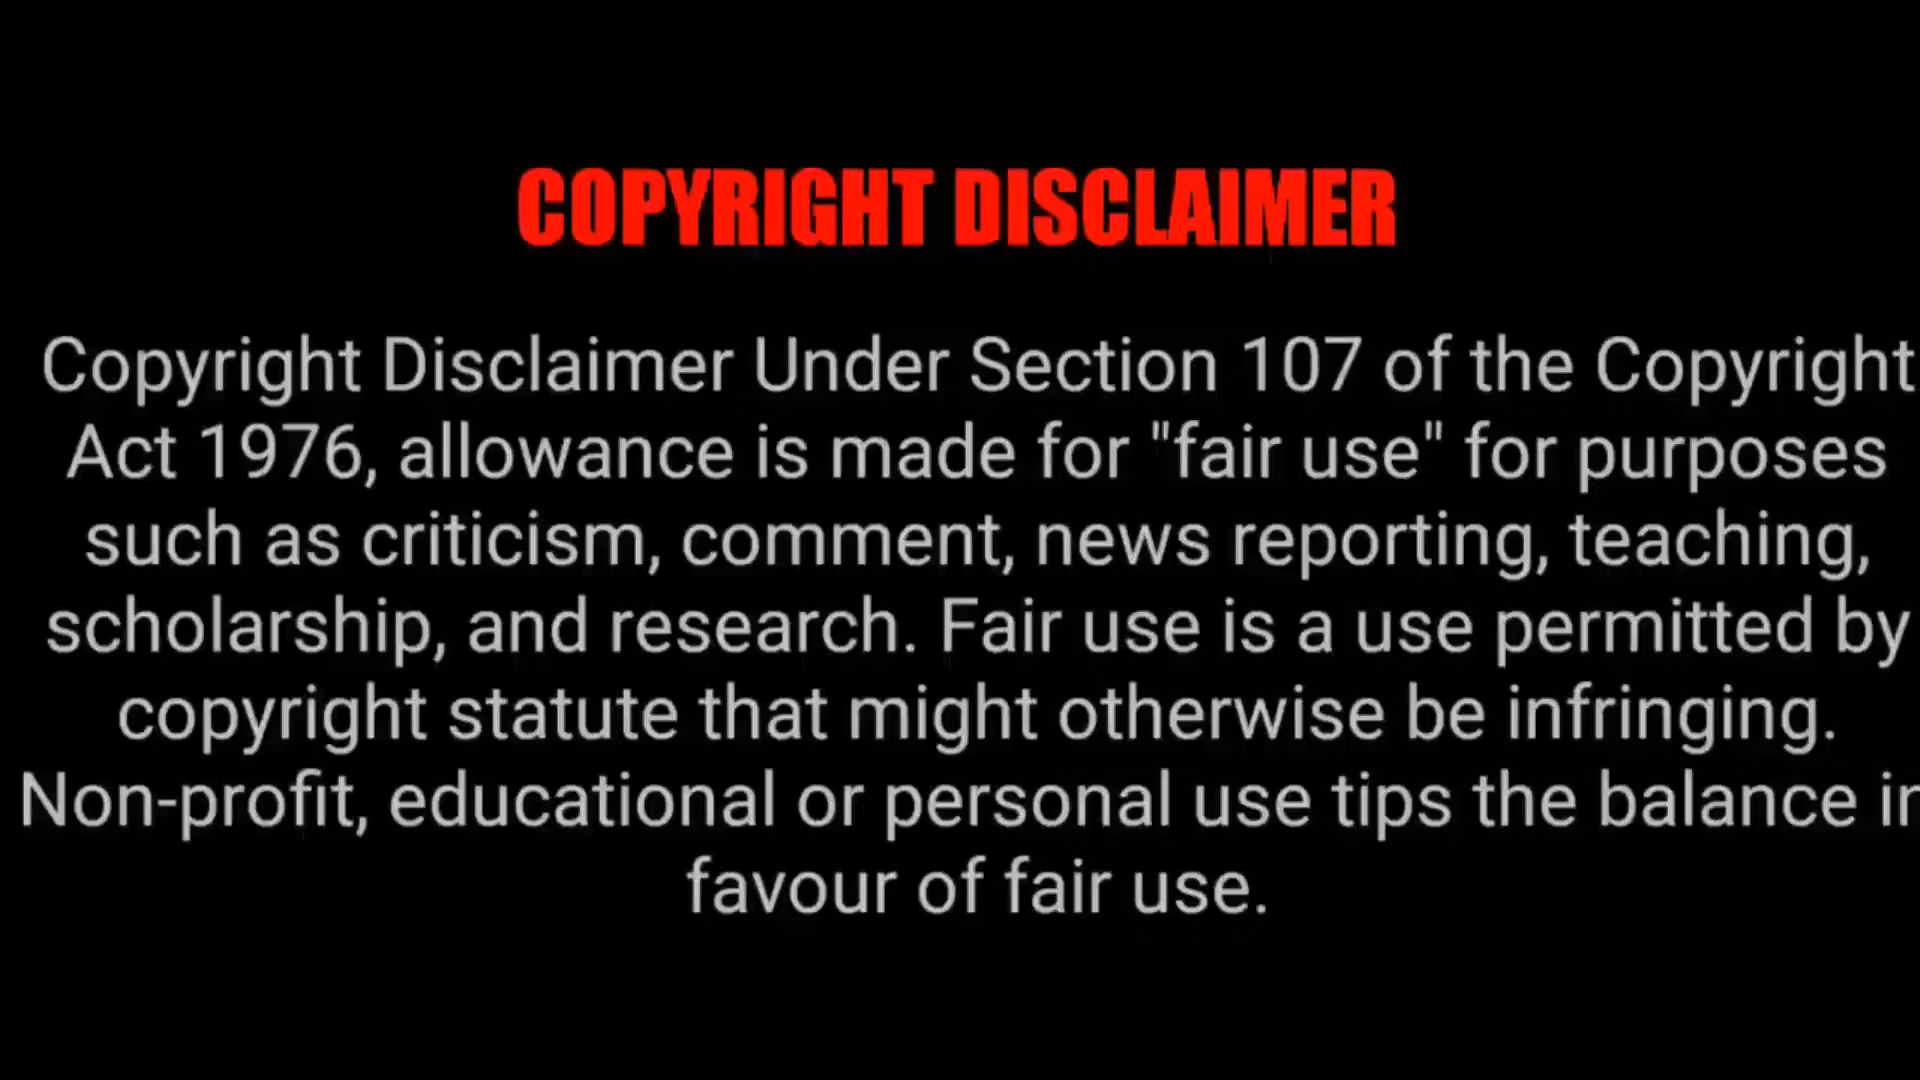 COPYRIGHT DISCLAIMER
Copyright Disclaimer Under Section 107 of the Copyright
Act 1976, allowance is made for "fair use" for purposes
such as criticism, comment, news reporting, teaching,
scholarship, and research. Fair use is a use permitted by
copyright statute that might otherwise be infringing.
Non-profit, educational or personal use tips the balance in
favour of fair use.